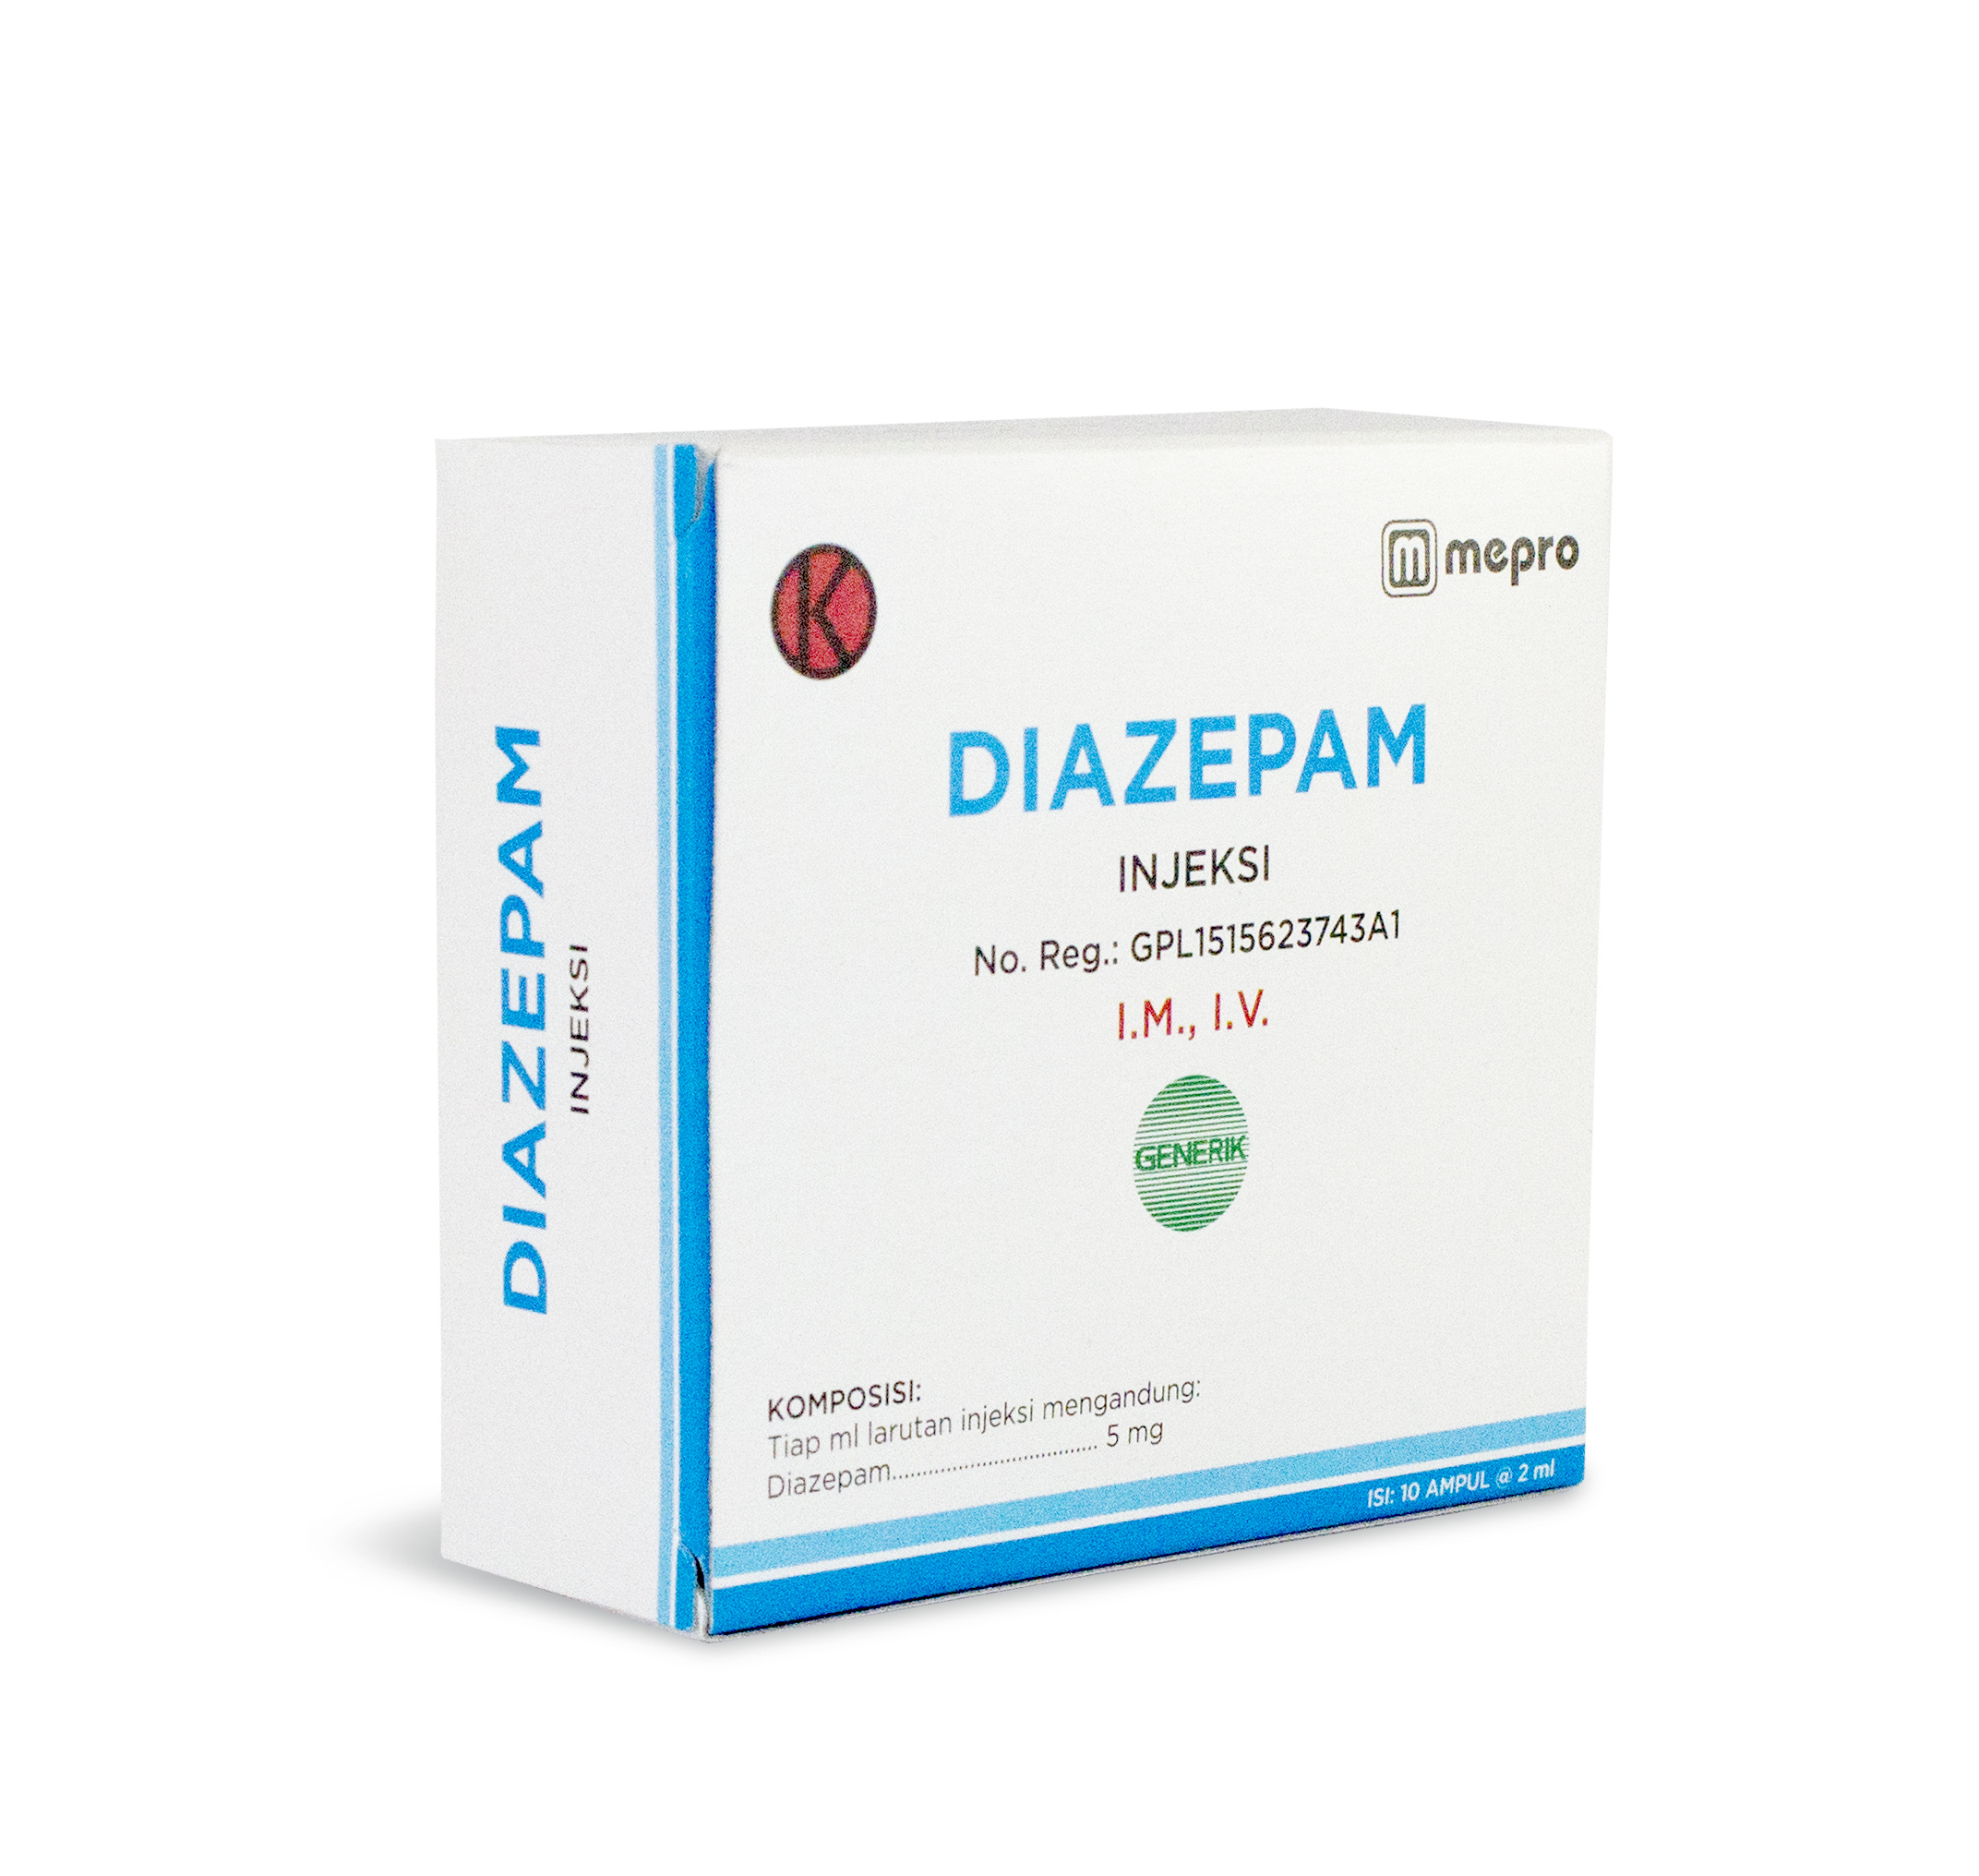 DIAZEPAM
INJEKSI
K
mepro
DIAZEPAM
INJEKSI
No. Reg.: GPL1515623743A1
I.M., I.V.
GENERIK
KOMPOSISI:
Tiap ml larutan injeksi mengandung:
Diazepam................................... 5 mg
ISI: 10 AMPUL @ 2 ml